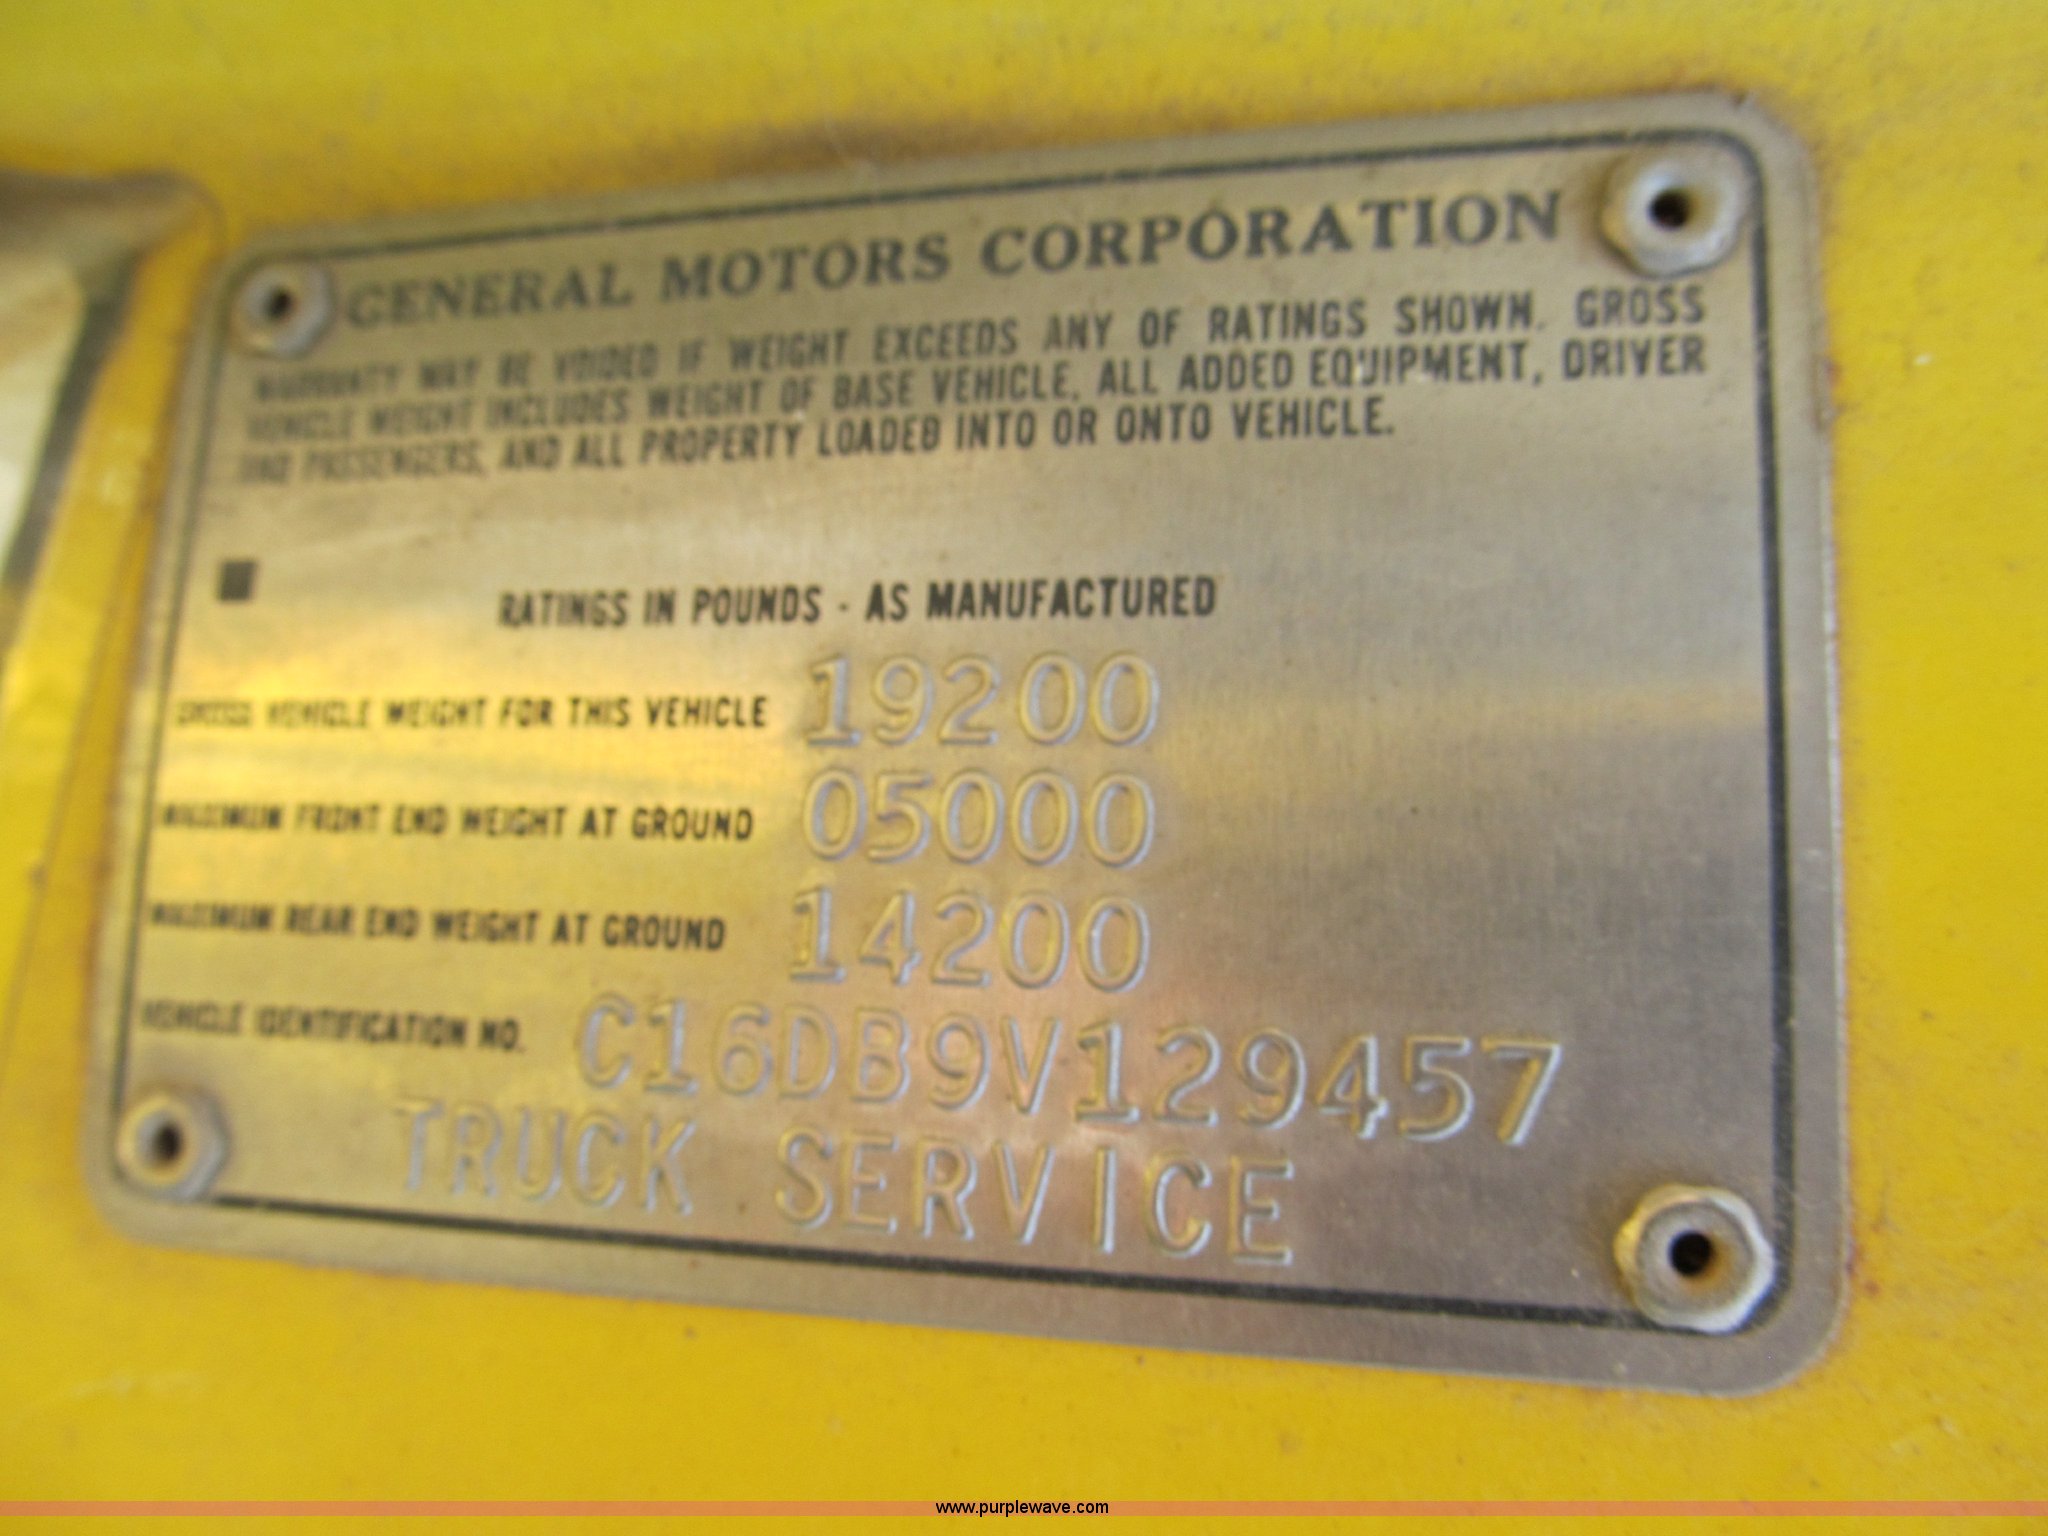 GENERAL MOTORS CORPORATION
WARRANTY MAY BE VOIDED IF WEIGHT EXCEEDS ANY OF RATINGS SHOWN. GROSS
VEHICLE WEIGHT INCLUDES WEIGHT OF BASE VEHICLE, ALL ADDED EQUIPMENT, DRIVER
AND PASSENGERS, AND ALL PROPERTY LOADED INTO OR ONTO VEHICLE.
RATINGS IN POUNDS - AS MANUFACTURED
GROSS VEHICLE WEIGHT FOR THIS VEHICLE 19200
MAXIMUM FRONT END WEIGHT AT GROUND 05000
MAXIMUM REAR END WEIGHT AT GROUND 14200
VEHICLE IDENTIFICATION NO. C16DB9V129457
TRUCK SERVICE
www.purplewave.com